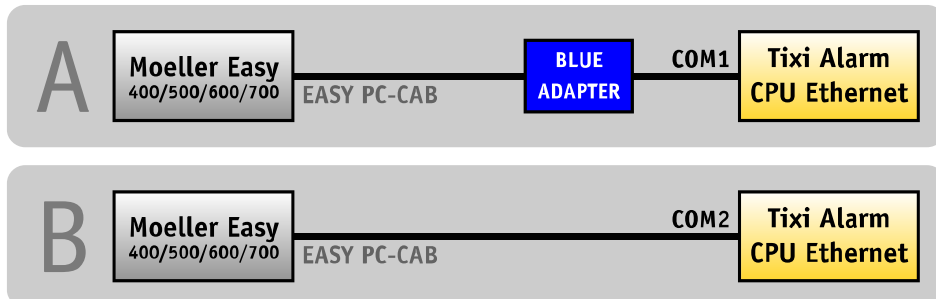 A
Moeller Easy
400/500/600/700
EASY PC-CAB
BLUE
ADAPTER
COM1
Tixi Alarm
CPU Ethernet
B
Moeller Easy
400/500/600/700
EASY PC-CAB
COM2
Tixi Alarm
CPU Ethernet